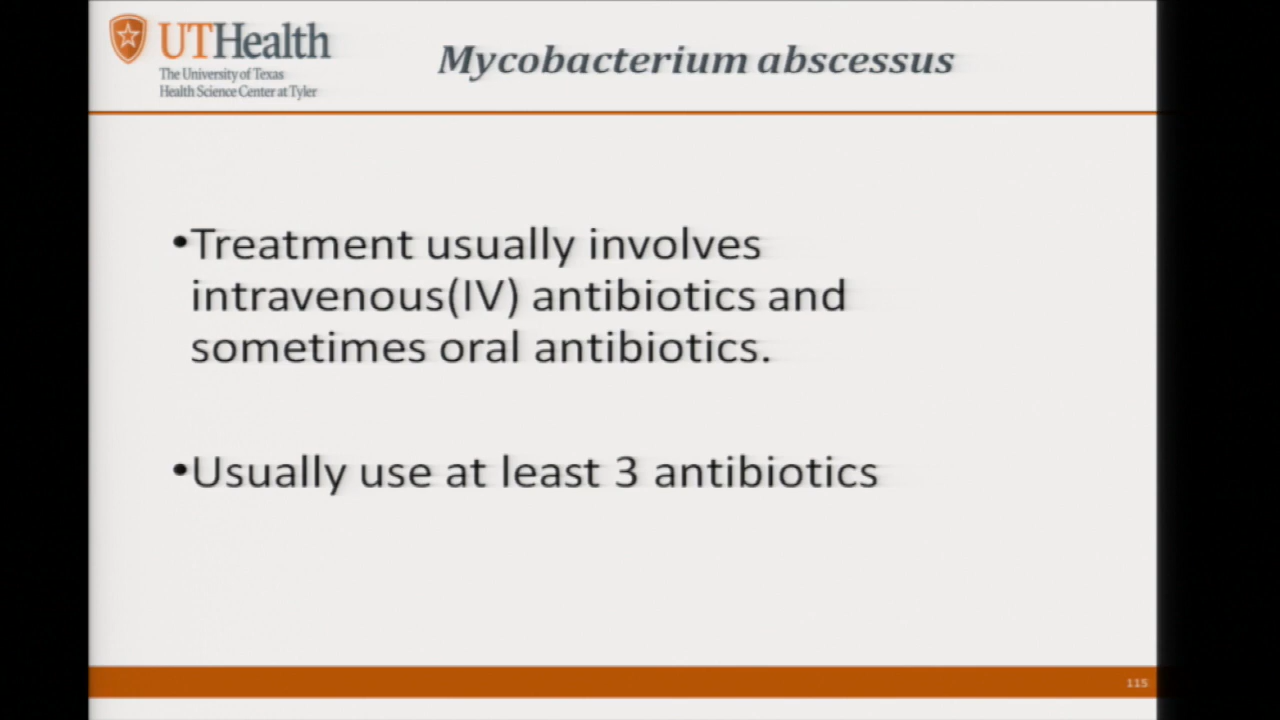 UTHealth
The University of Texas
Health Science Center at Tyler
Mycobacterium abscessus
•Treatment usually involves
intravenous(IV) antibiotics and
sometimes oral antibiotics.
•Usually use at least 3 antibiotics
115